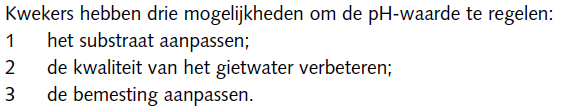 Kwekers hebben drie mogelijkheden om de pH-waarde te regelen:
1 het substraat aanpassen;
2 de kwaliteit van het gietwater verbeteren;
3 de bemesting aanpassen.